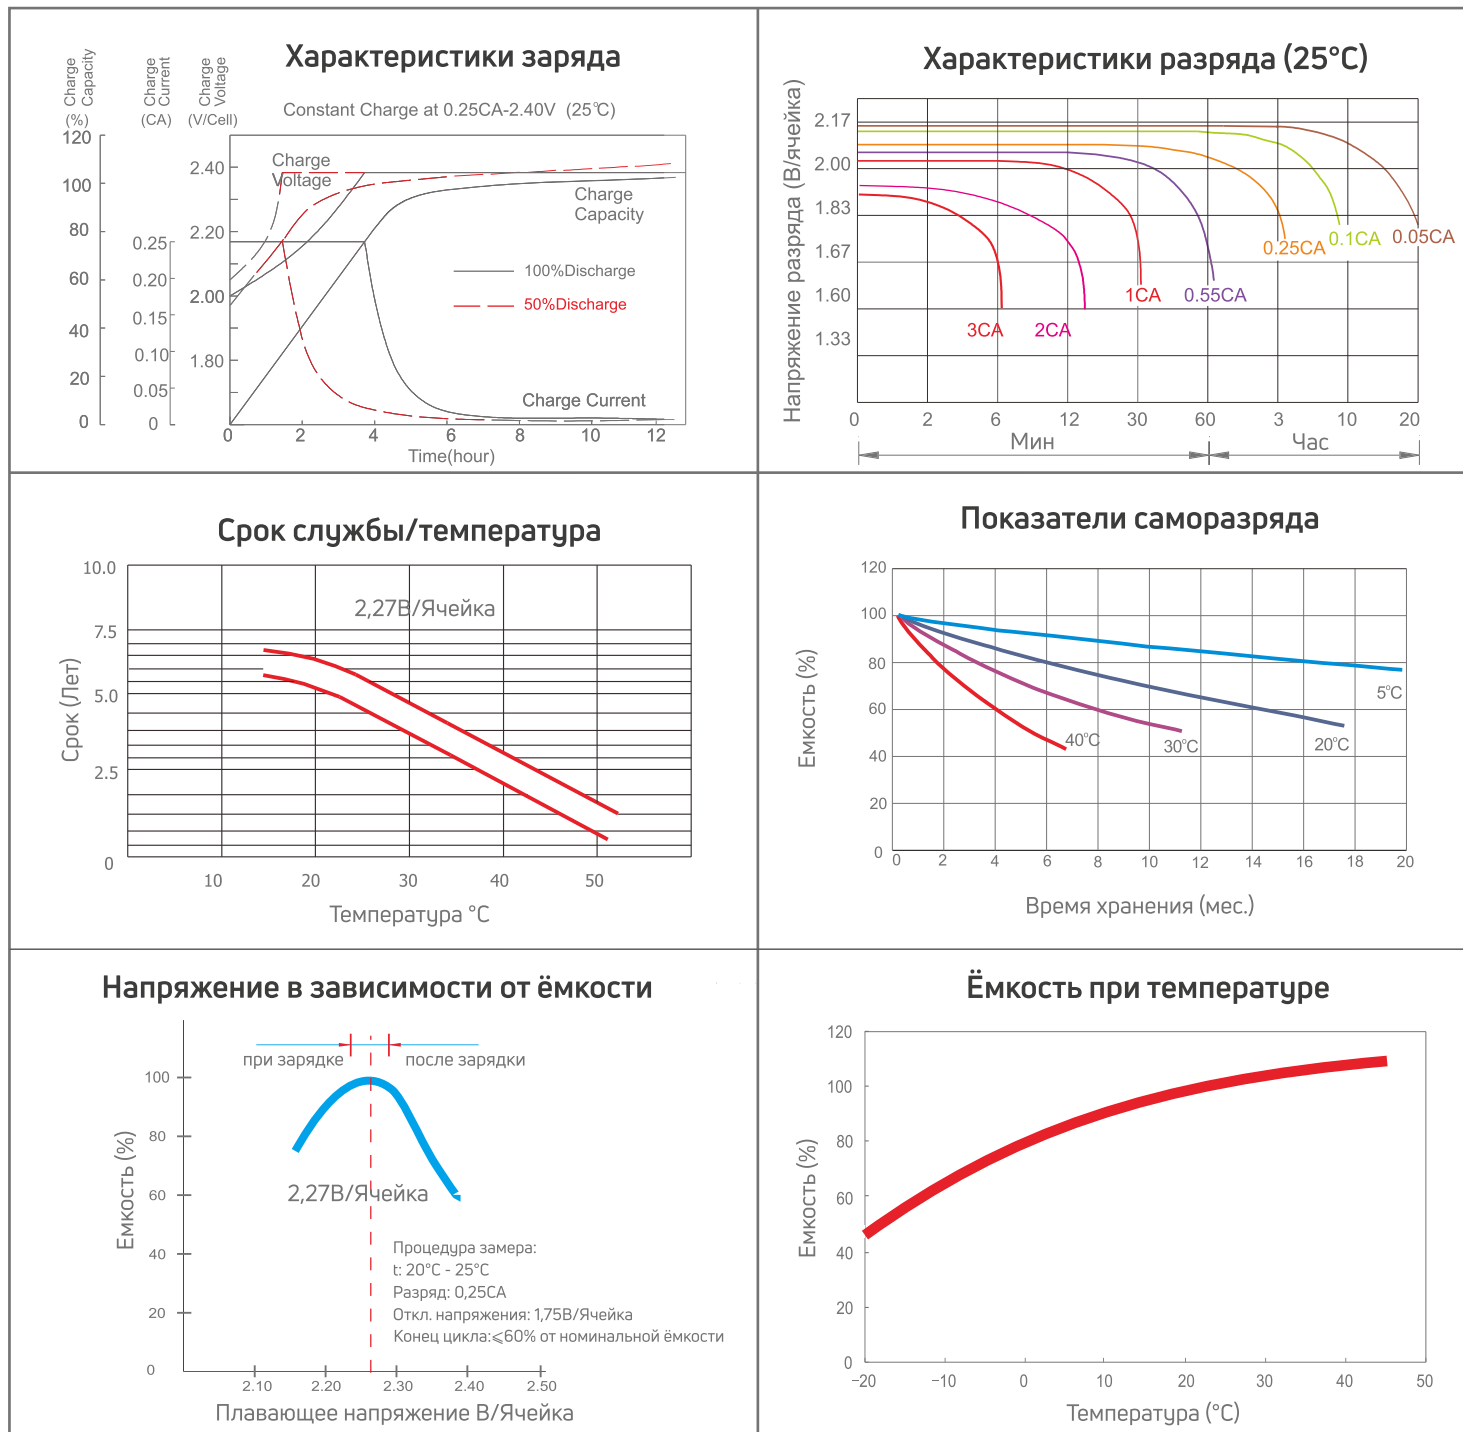 Характеристики заряда
Charge Capacity
(%)
Charge Current
(CA)
Charge Voltage
(V/Cell)
Constant Charge at 0.25CA-2.40V (25℃)
120
100
80
60
40
20
0
0.25
0.20
0.15
0.10
0.05
0
2.40
2.20
2.00
1.80
Charge
Voltage
Charge
Capacity
100%Discharge
50%Discharge
Charge Current
0 2 4 6 8 10 12
Time(hour)
Характеристики разряда (25°C)
Напряжение разряда (В/ячейка)
2.17
2.00
1.83
1.67
1.60
1.33
3CA
2CA
1CA
0.55CA
0.25CA
0.1CA
0.05CA
0 2 6 12 30 60 3 10 20
Мин Час
Срок службы/температура
Срок (Лет)
10.0
7.5
5.0
2.5
0
2,27В/Ячейка
10 20 30 40 50
Температура °C
Показатели саморазряда
Емкость (%)
120
100
80
60
40
20
0
5°C
20°C
30°C
40°C
0 2 4 6 8 10 12 14 16 18 20
Время хранения (мес.)
Напряжение в зависимости от ёмкости
при зарядке
после зарядки
Емкость (%)
100
80
60
40
20
0
2,27В/Ячейка
Процедура замера:
t: 20°C - 25°C
Разряд: 0,25CA
Откл. напряжения: 1,75В/Ячейка
Конец цикла:⩽60% от номинальной ёмкости
2.10 2.20 2.30 2.40 2.50
Плавающее напряжение В/Ячейка
Ёмкость при температуре
Емкость (%)
120
100
80
60
40
20
0
−20 −10 0 10 20 30 40 50
Температура (°C)